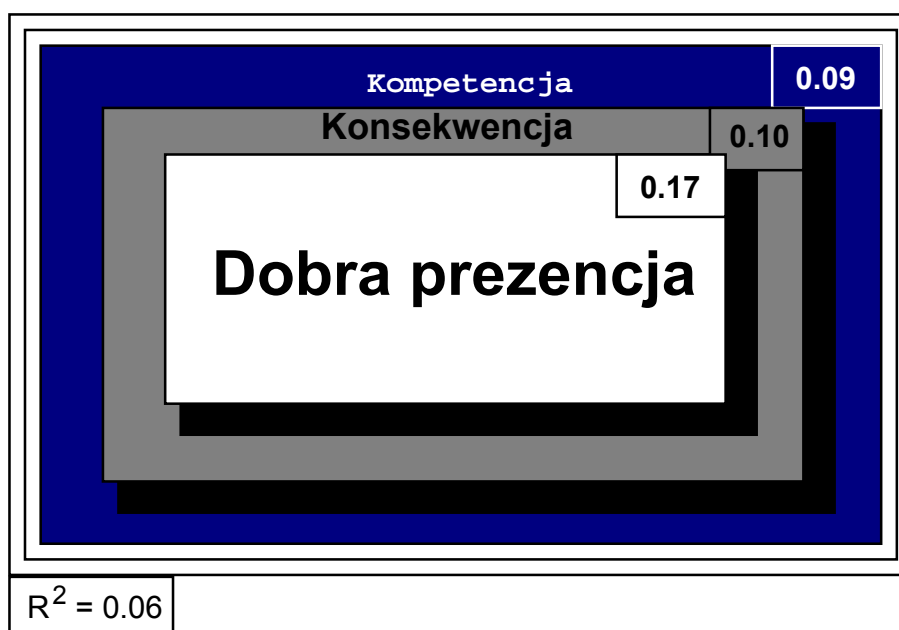 Kompetencja 0.09
Konsekwencja 0.10
0.17
Dobra prezencja
R² = 0.06